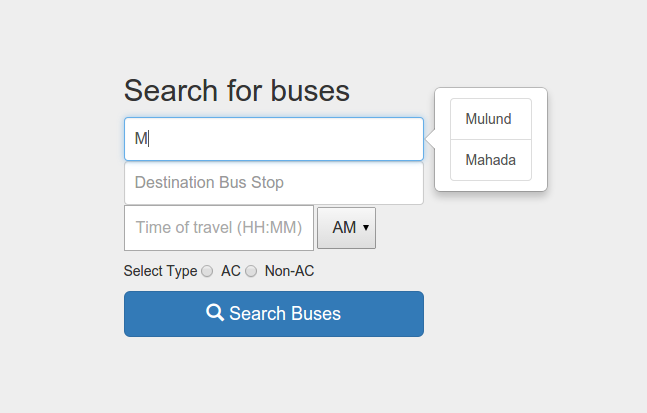 Search for buses
M
Mulund
Mahada
Destination Bus Stop
Time of travel (HH:MM) AM
Select Type AC Non-AC
Search Buses